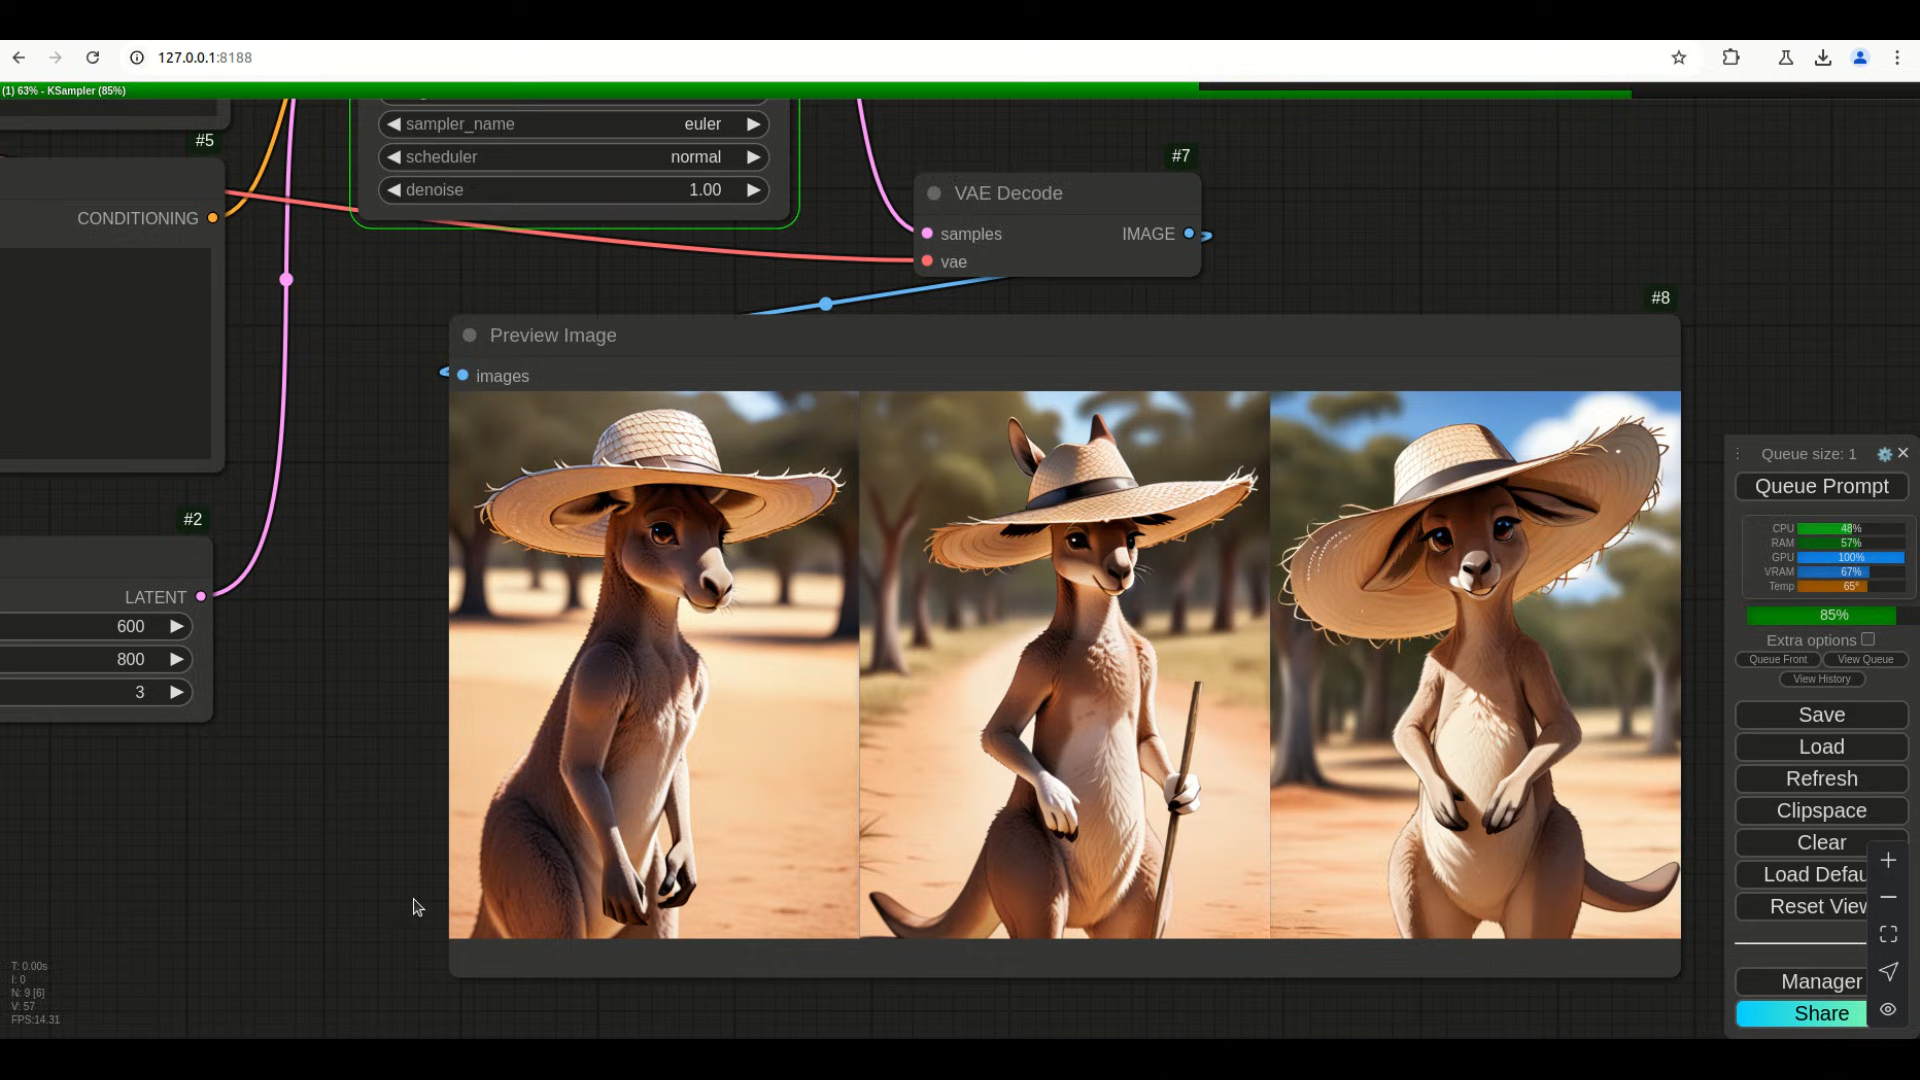 127.0.0.1:8188
(1) 63% - KSampler (85%)
sampler_name euler
scheduler normal
denoise 1.00
#5
CONDITIONING
#7
VAE Decode
samples IMAGE
vae
#8
Preview Image
images
#2
LATENT
600
800
3
Queue size: 1
Queue Prompt
CPU 48%
RAM 57%
GPU 100%
VRAM 67%
Temp 65°
85%
Extra options
Queue Front View Queue
View History
Save
Load
Refresh
Clipspace
Clear
Load Defau
Reset View
Manager
Share
T: 0.00s
I: 0
N: 9 [6]
V: 57
FPS:14.31